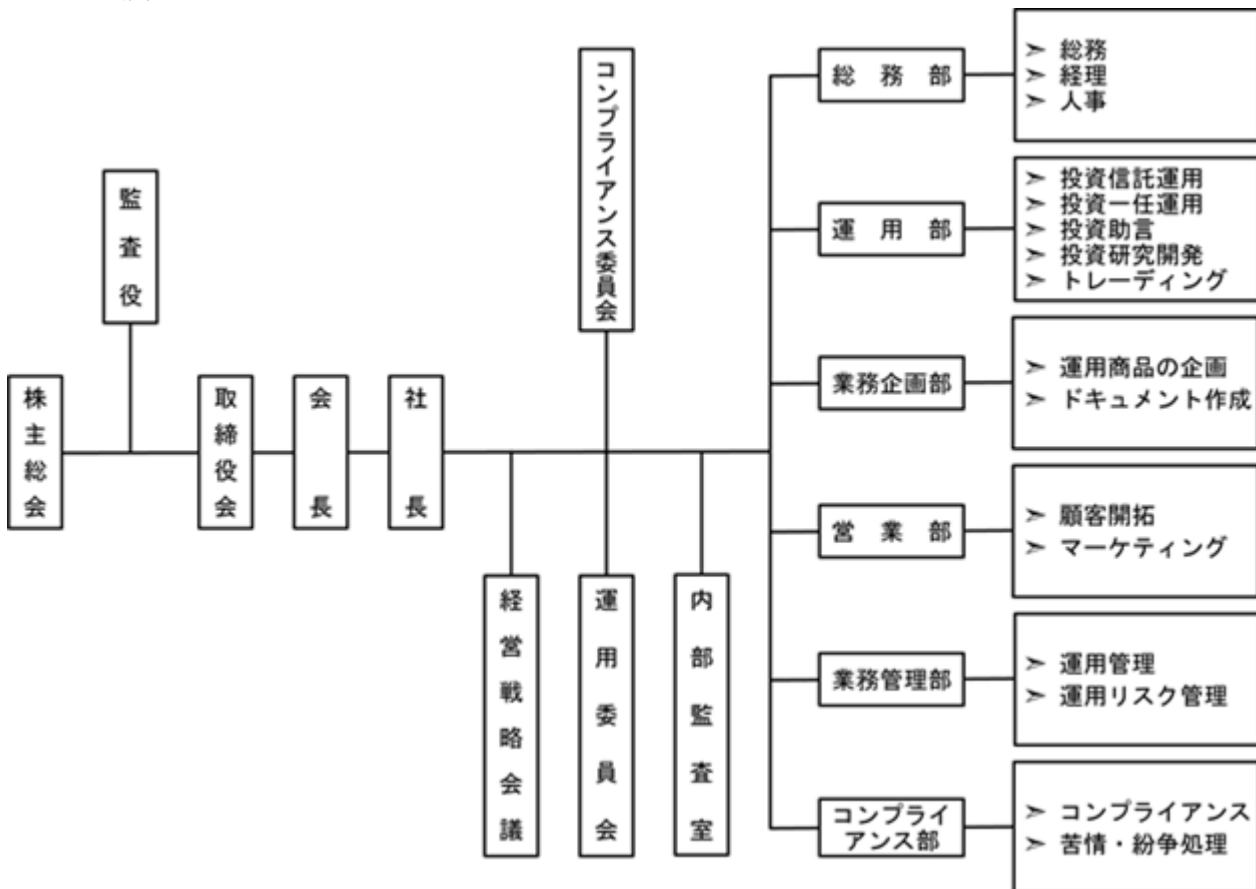 株主総会
監査役
取締役会
会長
社長
コンプライアンス委員会
経営戦略会議
運用委員会
内部監査室
総務部
➢ 総務
➢ 経理
➢ 人事
運用部
➢ 投資信託運用
➢ 投資一任運用
➢ 投資助言
➢ 投資研究開発
➢ トレーディング
業務企画部
➢ 運用商品の企画
➢ ドキュメント作成
営業部
➢ 顧客開拓
➢ マーケティング
業務管理部
➢ 運用管理
➢ 運用リスク管理
コンプライ
アンス部
➢ コンプライアンス
➢ 苦情・紛争処理